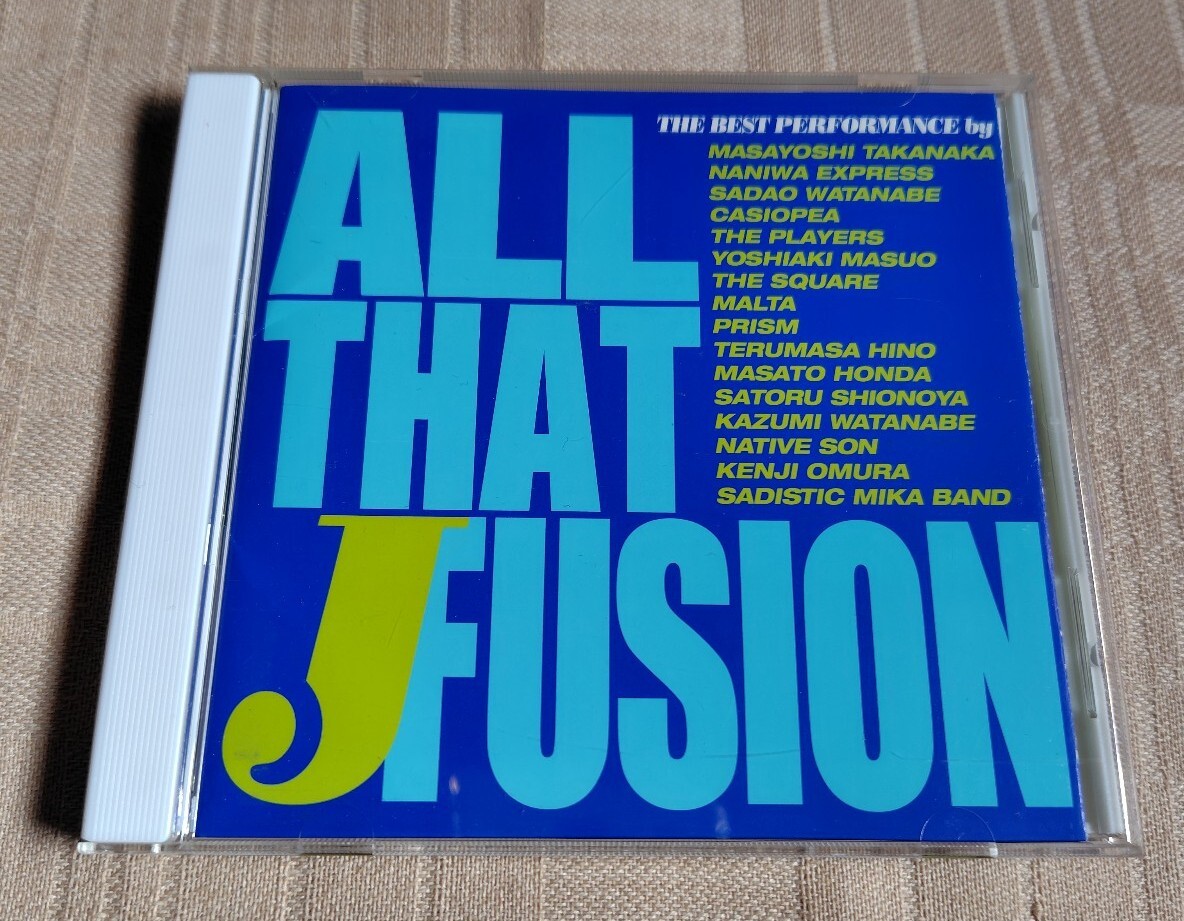 ALL
THAT
JFUSION
THE BEST PERFORMANCE by
MASAYOSHI TAKANAKA
NANIWA EXPRESS
SADAO WATANABE
CASIOPEA
THE PLAYERS
YOSHIAKI MASUO
THE SQUARE
MALTA
PRISM
TERUMASA HINO
MASATO HONDA
SATORU SHIONOYA
KAZUMI WATANABE
NATIVE SON
KENJI OMURA
SADISTIC MIKA BAND